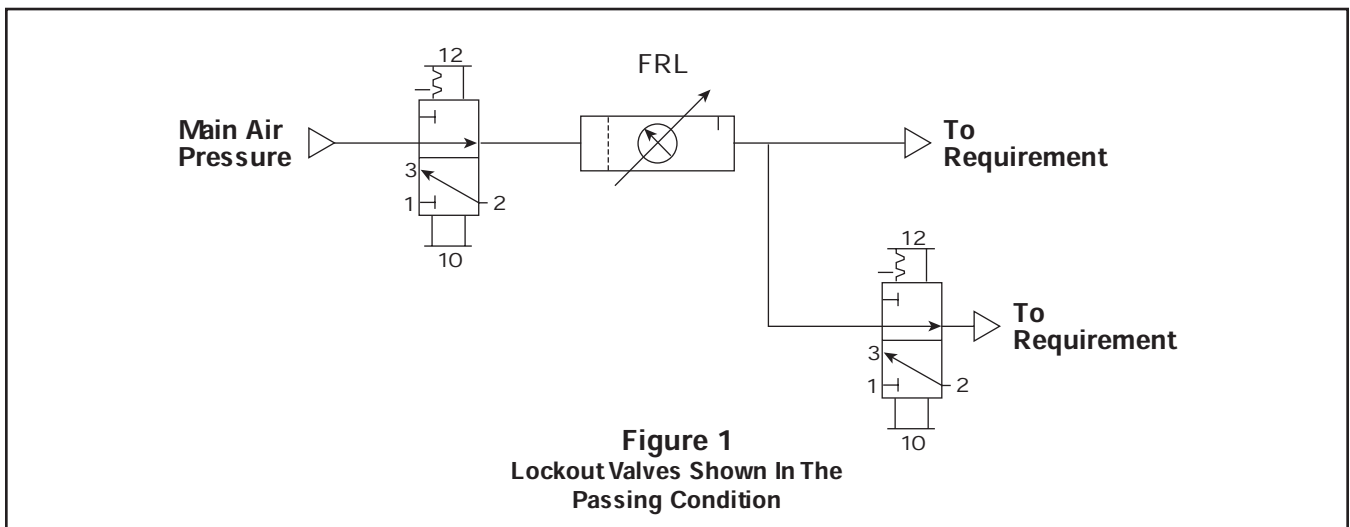 12
FRL
Main Air
Pressure
To
Requirement
3
1
2
10
12
To
Requirement
3
1
2
10
Figure 1
Lockout Valves Shown In The
Passing Condition